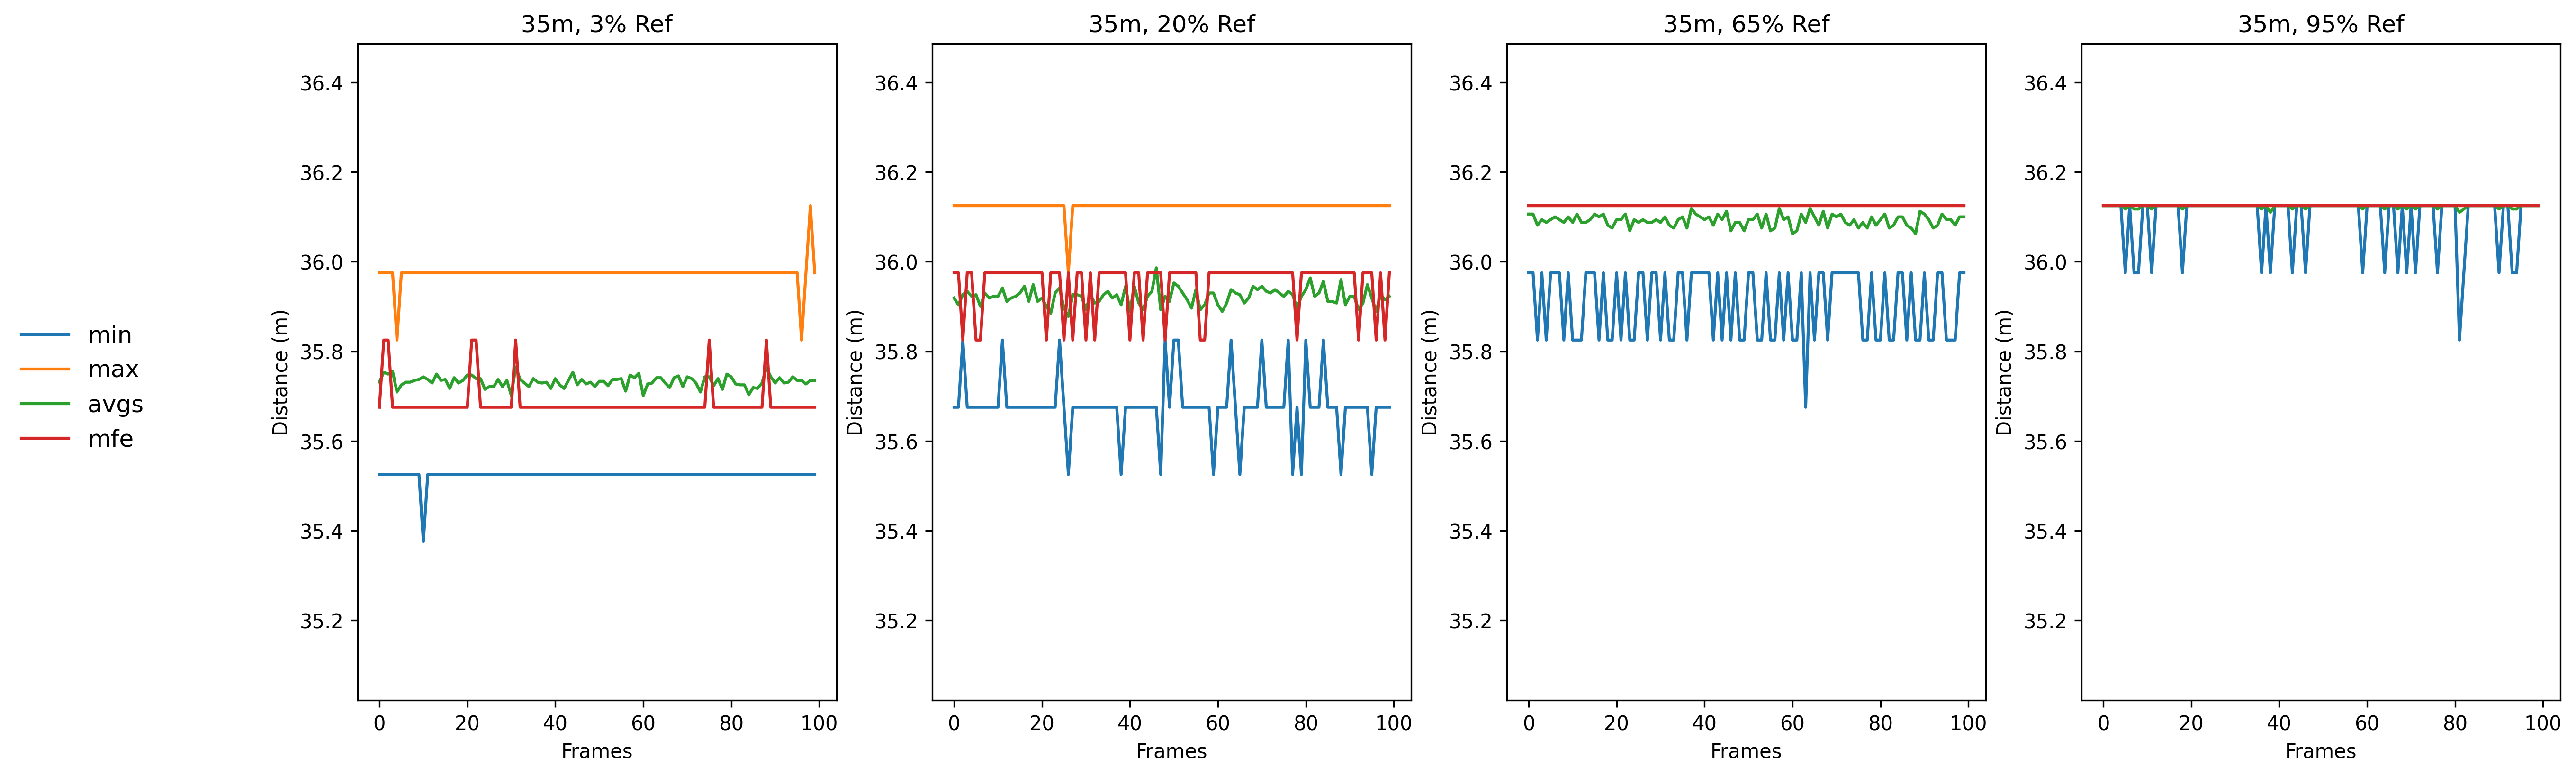 min
max
avgs
mfe
35m, 3% Ref
Distance (m)
36.4
36.2
36.0
35.8
35.6
35.4
35.2
0 20 40 60 80 100
Frames
35m, 20% Ref
Distance (m)
36.4
36.2
36.0
35.8
35.6
35.4
35.2
0 20 40 60 80 100
Frames
35m, 65% Ref
Distance (m)
36.4
36.2
36.0
35.8
35.6
35.4
35.2
0 20 40 60 80 100
Frames
35m, 95% Ref
Distance (m)
36.4
36.2
36.0
35.8
35.6
35.4
35.2
0 20 40 60 80 100
Frames